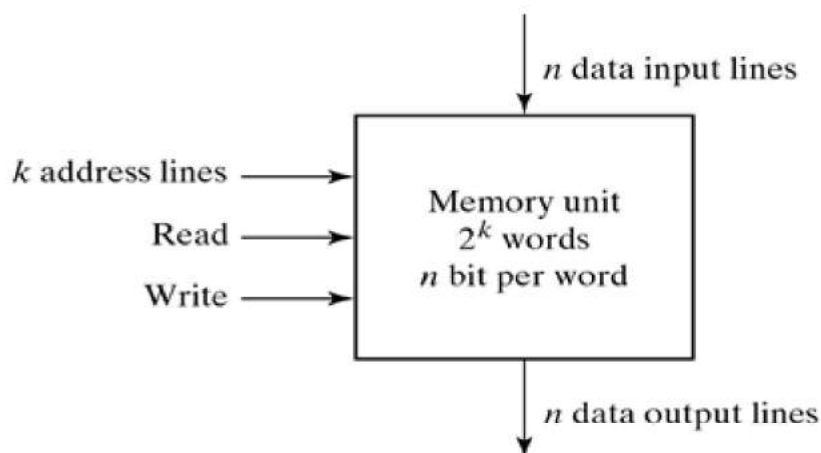 n data input lines
k address lines
Read
Write
Memory unit
2^k words
n bit per word
n data output lines